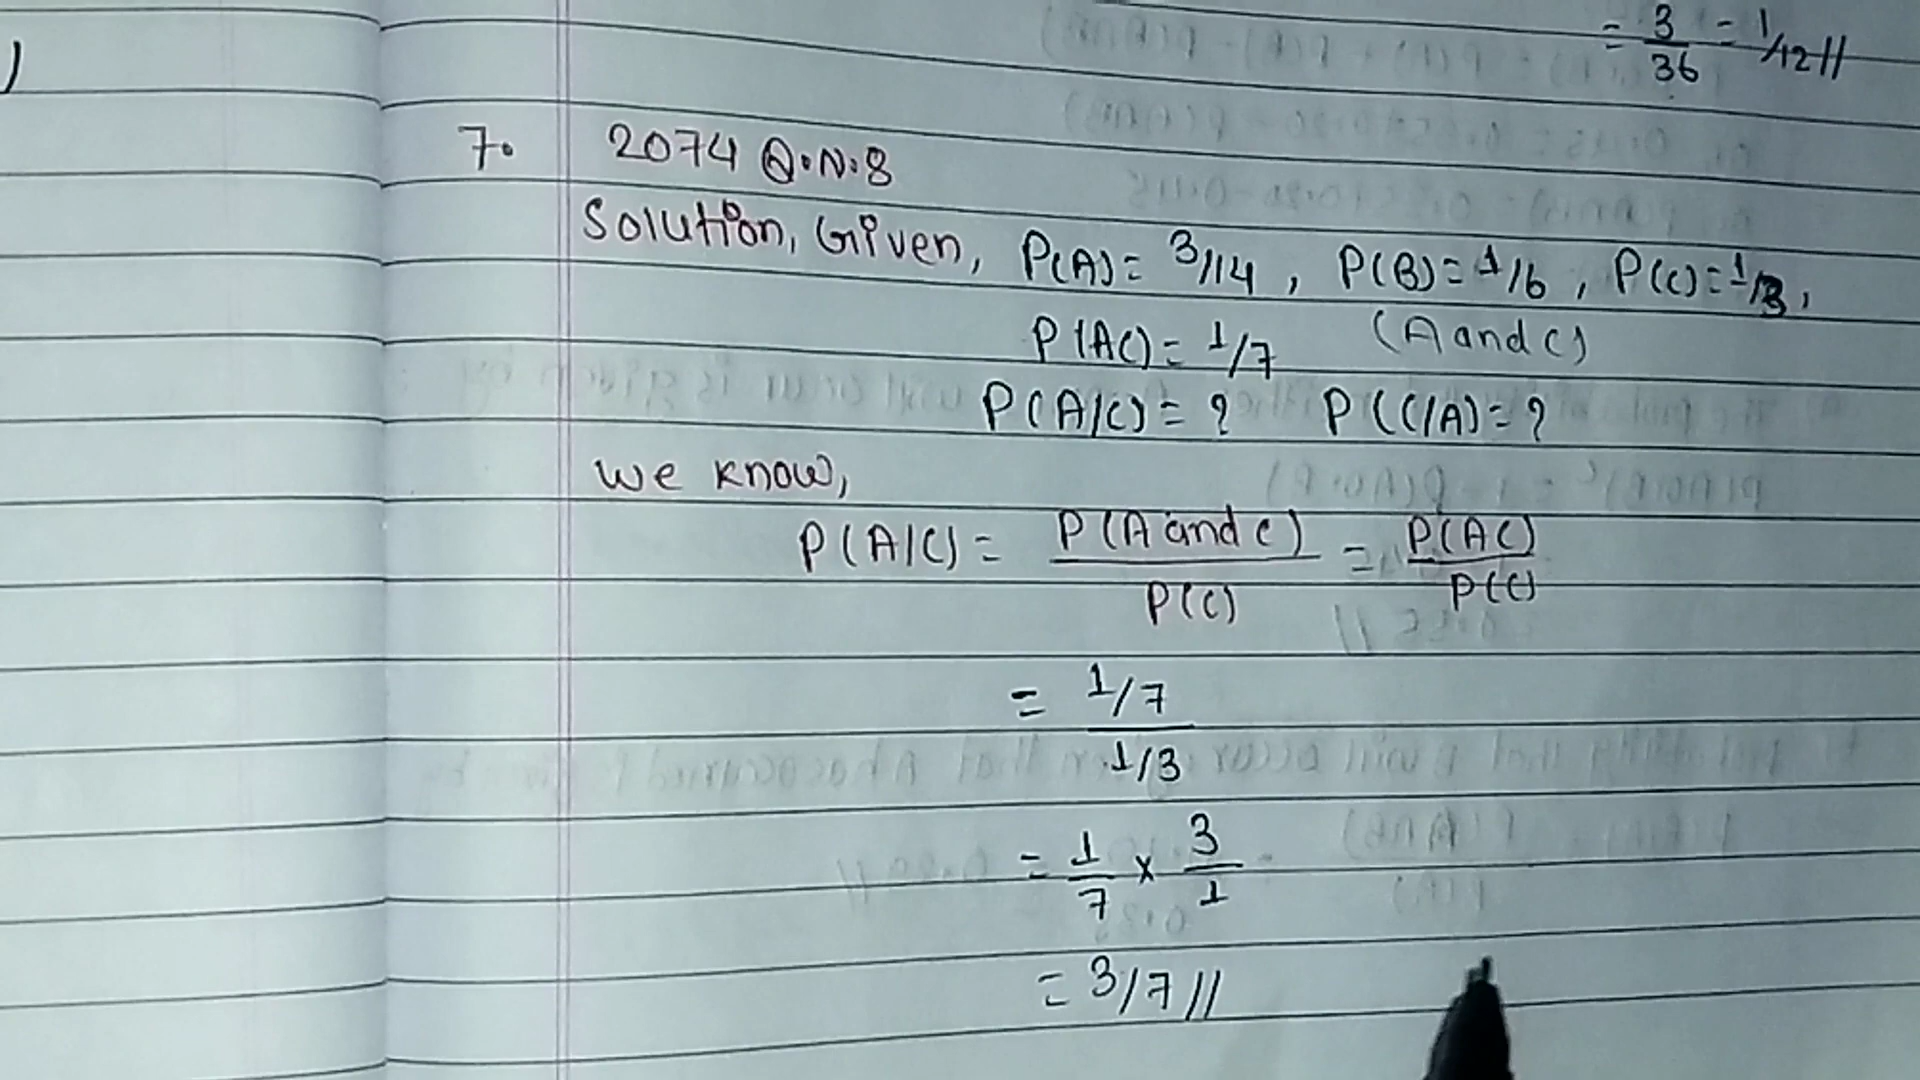 = 3/36 = 1/12//
)
7. 2074 Q.N.8
Solution, Given, P(A)= 3/14, P(B)= 1/6, P(C)= 1/3,
P(AC)= 1/7 (A and C)
P(A/C)= ? P(C/A)= ?
We know,
P(A/C)= P(A and C)/P(C) = P(AC)/P(C)
= 1/7 / 1/3
= 1/7 x 3/1
= 3/7//